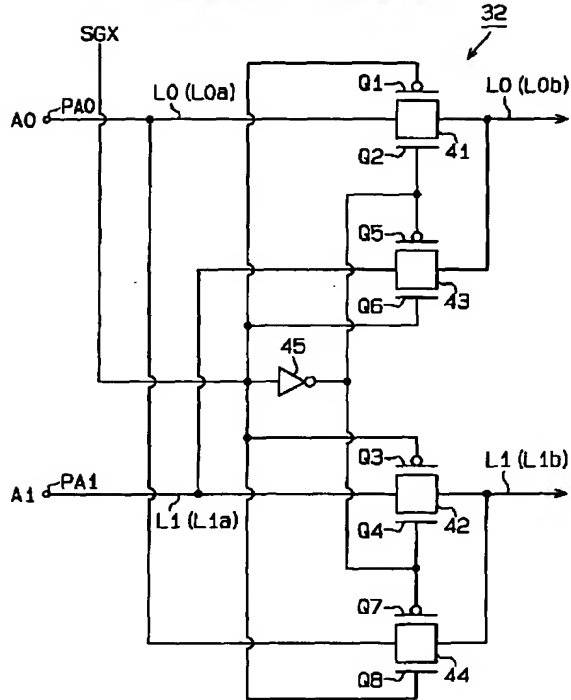 SGX
32
Q1
L0 (L0a)
L0 (L0b)
A0
PA0
Q2
41
Q5
Q6
43
45
Q3
L1 (L1b)
A1
PA1
L1 (L1a)
Q4
42
Q7
Q8
44